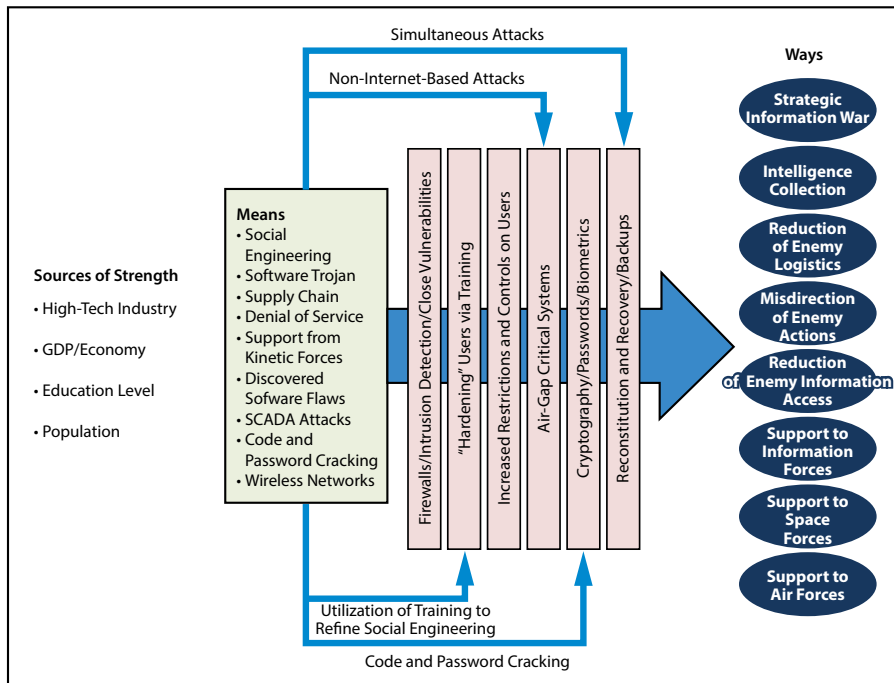 Simultaneous Attacks
Non-Internet-Based Attacks
Sources of Strength
• High-Tech Industry
• GDP/Economy
• Education Level
• Population
Means
• Social
Engineering
• Software Trojan
• Supply Chain
• Denial of Service
• Support from
Kinetic Forces
• Discovered
Sofware Flaws
• SCADA Attacks
• Code and
Password Cracking
• Wireless Networks
Firewalls/Intrusion Detection/Close Vulnerabilities
"Hardening" Users via Training
Increased Restrictions and Controls on Users
Air-Gap Critical Systems
Cryptography/Passwords/Biometrics
Reconstitution and Recovery/Backups
Utilization of Training to
Refine Social Engineering
Code and Password Cracking
Ways
Strategic
Information War
Intelligence
Collection
Reduction
of Enemy
Logistics
Misdirection
of Enemy
Actions
Reduction
of Enemy Information
Access
Support to
Information
Forces
Support to
Space
Forces
Support to
Air Forces